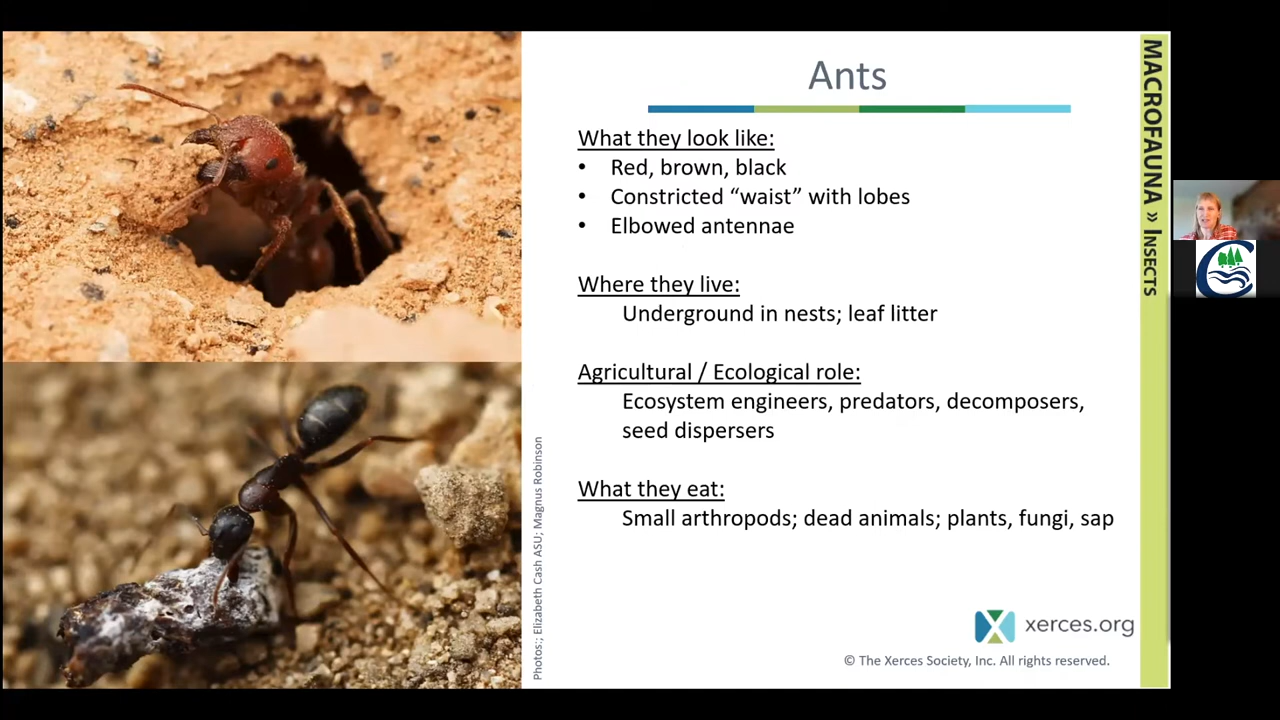 Ants
What they look like:
• Red, brown, black
• Constricted “waist” with lobes
• Elbowed antennae
Where they live:
Underground in nests; leaf litter
Agricultural / Ecological role:
Ecosystem engineers, predators, decomposers,
seed dispersers
What they eat:
Small arthropods; dead animals; plants, fungi, sap
Photos:; Elizabeth Cash ASU; Magnus Robinson
xerces.org
© The Xerces Society, Inc. All rights reserved.
MACROFAUNA » INSECTS